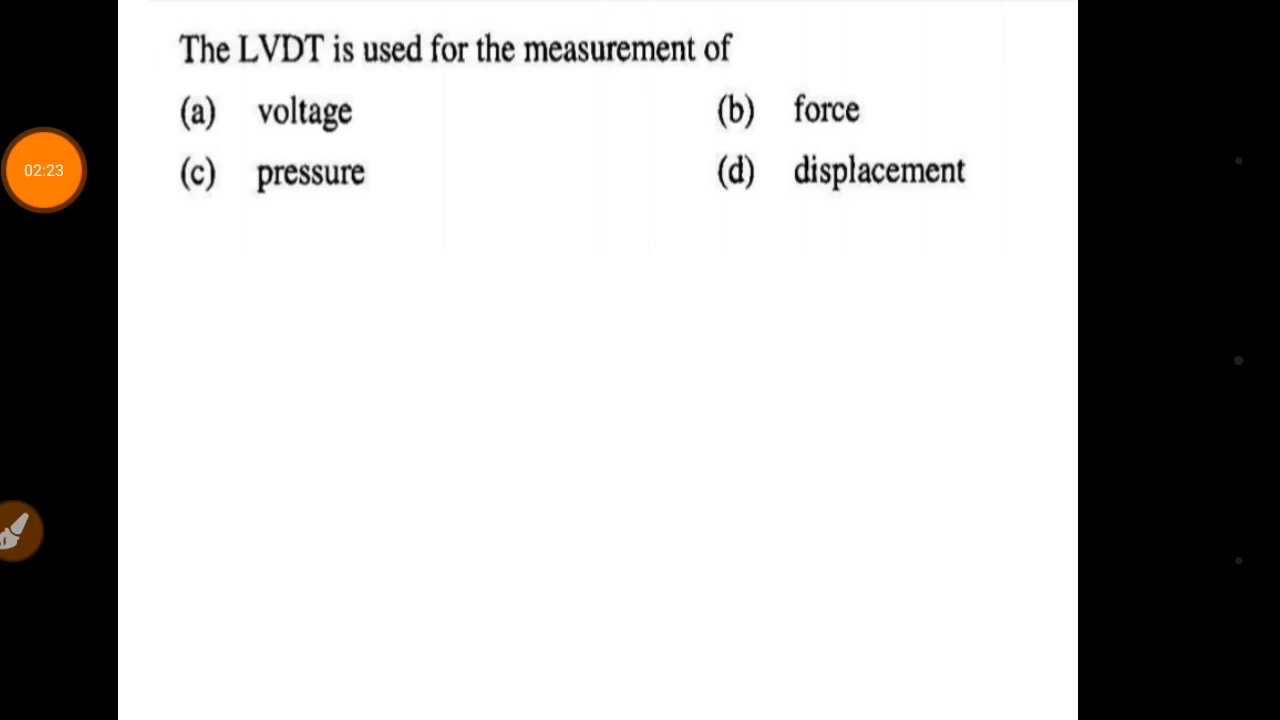 The LVDT is used for the measurement of
(a) voltage (b) force
(c) pressure (d) displacement
02:23